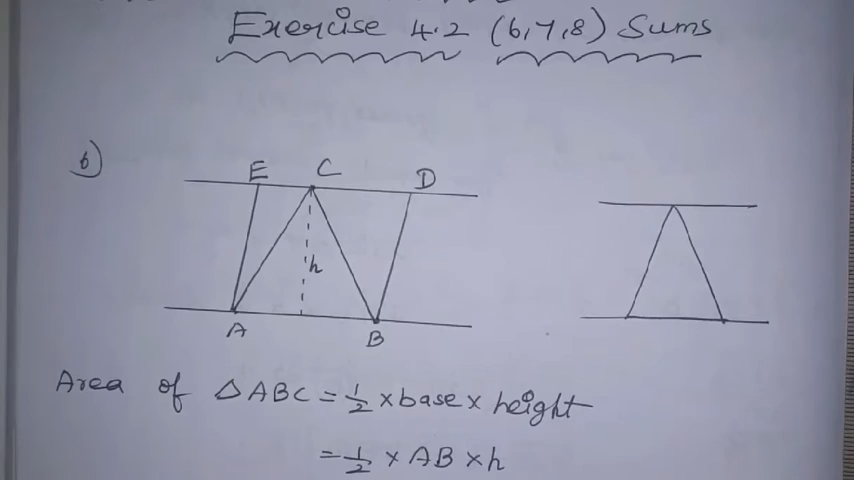 Exercise 4.2 (6,7,8) Sums
6)
E C D
h
A B
Area of △ABC = 1/2 × base × height
= 1/2 × AB × h